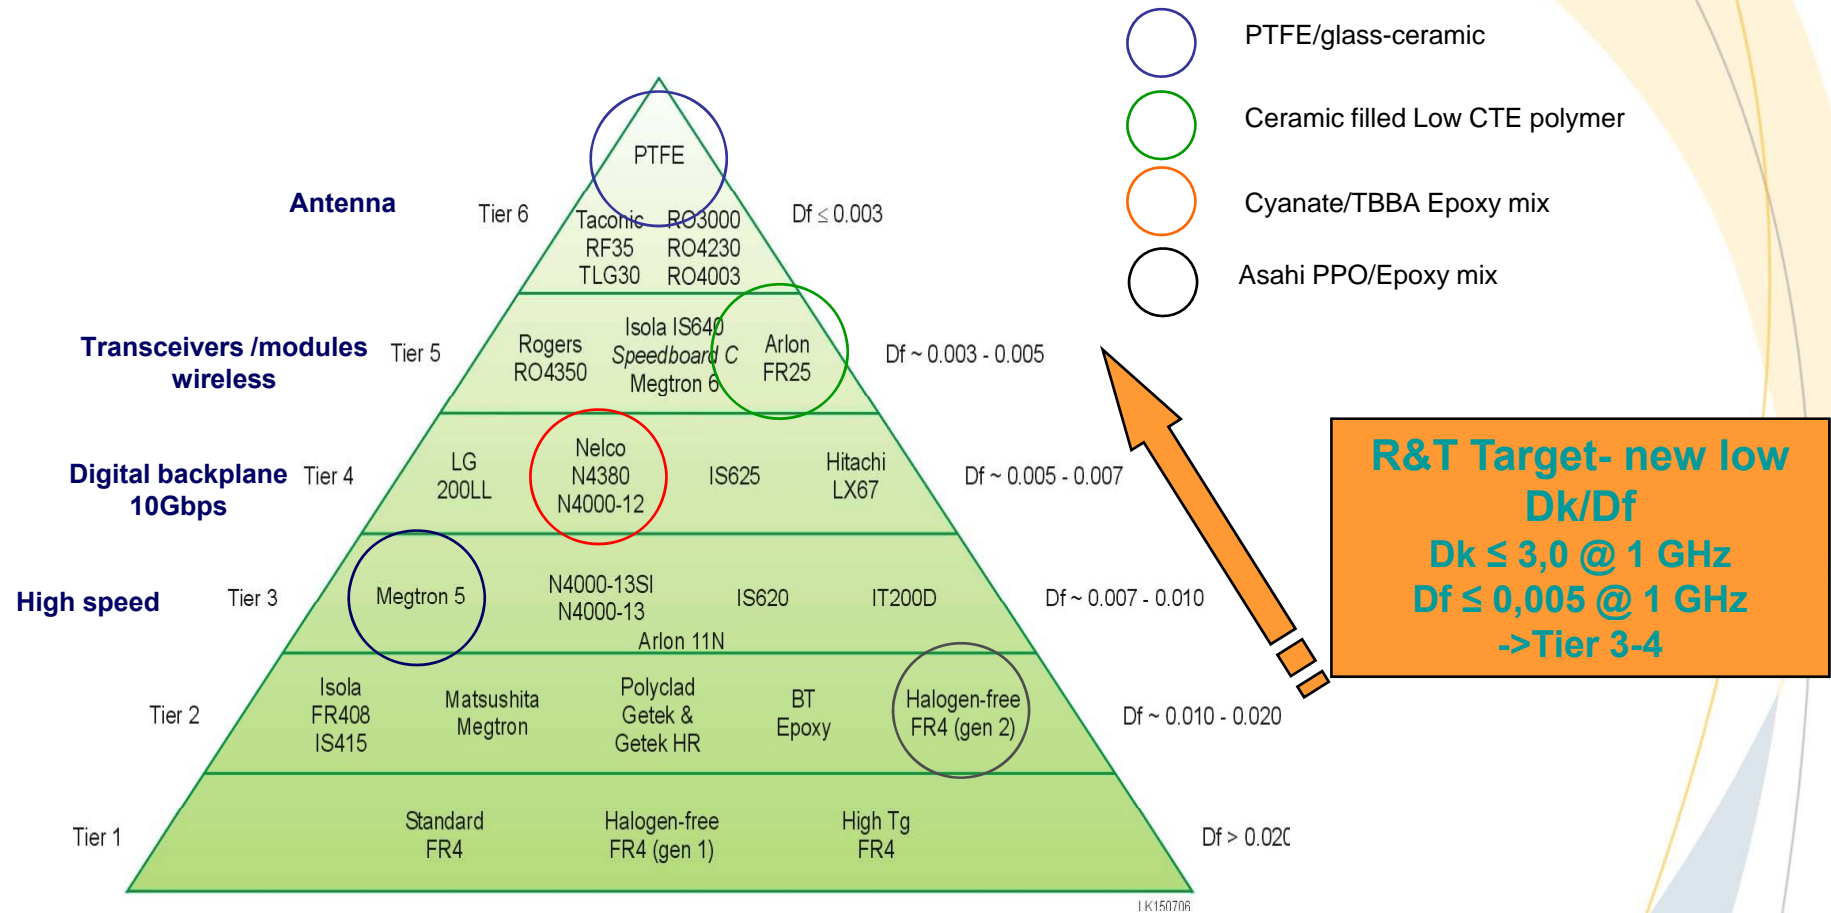 PTFE/glass-ceramic
Ceramic filled Low CTE polymer
Cyanate/TBBA Epoxy mix
Asahi PPO/Epoxy mix
PTFE
Antenna
Tier 6
Taconic
RF35
TLG30
RO3000
RO4230
RO4003
Df ≤ 0.003
Transceivers /modules
wireless
Tier 5
Rogers
RO4350
Isola IS640
Speedboard C
Megtron 6
Arlon
FR25
Df ~ 0.003 - 0.005
Digital backplane
10Gbps
Tier 4
LG
200LL
Nelco
N4380
N4000-12
IS625
Hitachi
LX67
Df ~ 0.005 - 0.007
High speed
Tier 3
Megtron 5
N4000-13SI
N4000-13
Arlon 11N
IS620
IT200D
Df ~ 0.007 - 0.010
Tier 2
Isola
FR408
IS415
Matsushita
Megtron
Polyclad
Getek &
Getek HR
BT
Epoxy
Halogen-free
FR4 (gen 2)
Df ~ 0.010 - 0.020
Tier 1
Standard
FR4
Halogen-free
FR4 (gen 1)
High Tg
FR4
Df > 0.020
LK150706
R&T Target- new low
Dk/Df
Dk ≤ 3,0 @ 1 GHz
Df ≤ 0,005 @ 1 GHz
->Tier 3-4